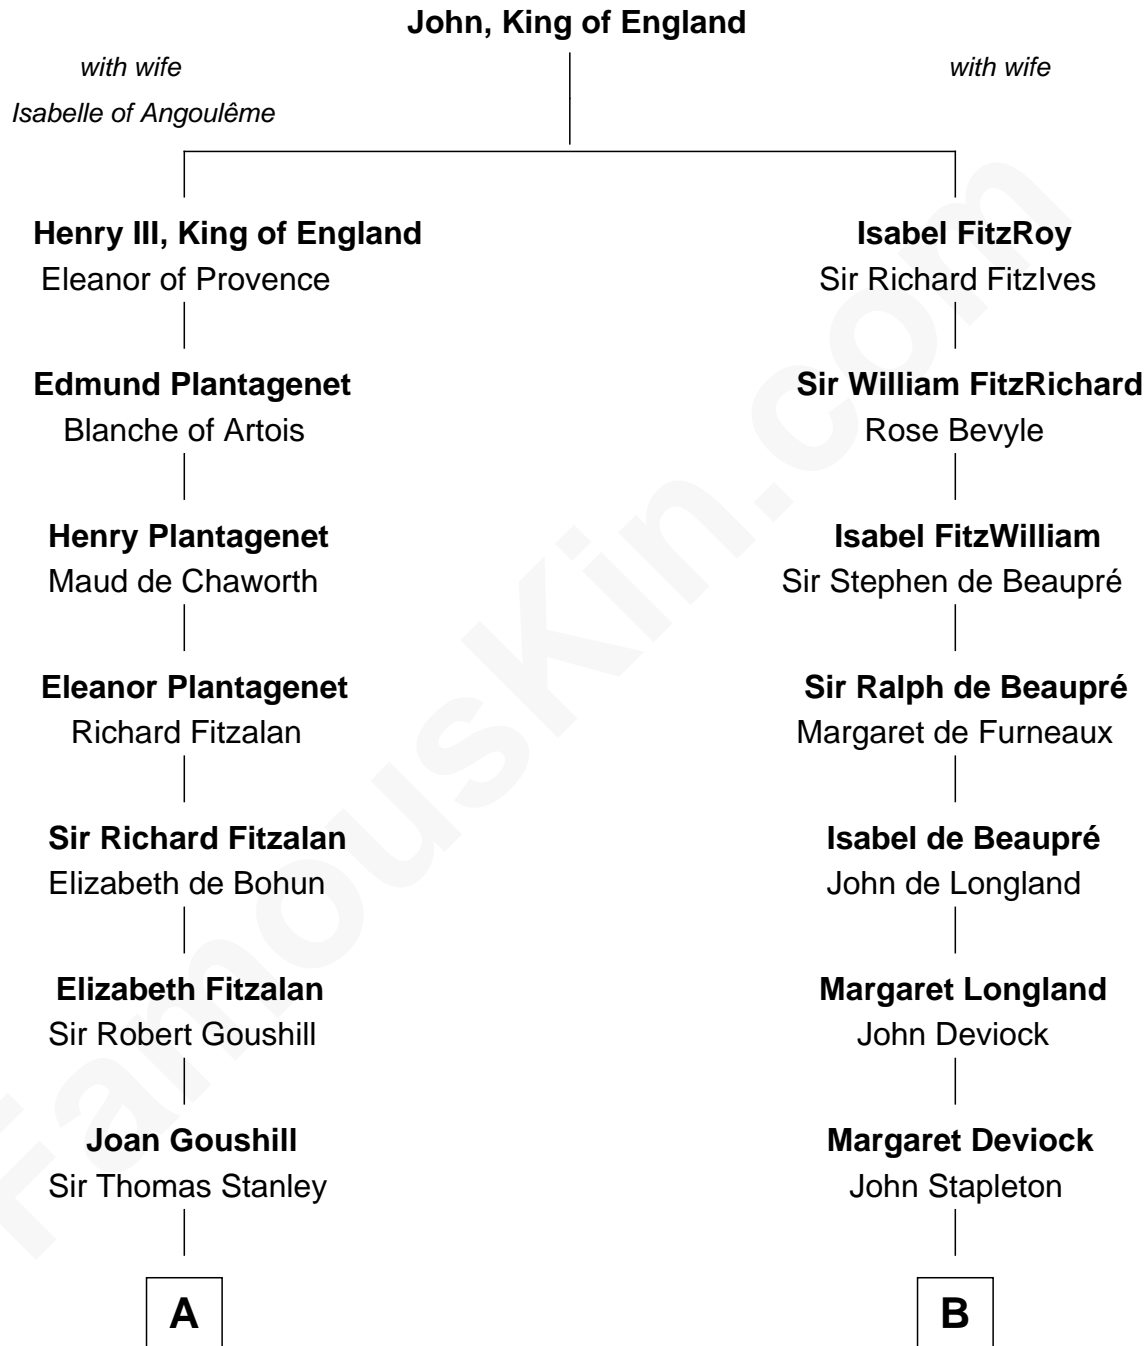 John, King of England
with wife
Isabelle of Angoulême
with wife
Henry III, King of England
Eleanor of Provence
Edmund Plantagenet
Blanche of Artois
Henry Plantagenet
Maud de Chaworth
Eleanor Plantagenet
Richard Fitzalan
Sir Richard Fitzalan
Elizabeth de Bohun
Elizabeth Fitzalan
Sir Robert Goushill
Joan Goushill
Sir Thomas Stanley
A
Isabel FitzRoy
Sir Richard FitzIves
Sir William FitzRichard
Rose Bevyle
Isabel FitzWilliam
Sir Stephen de Beaupré
Sir Ralph de Beaupré
Margaret de Furneaux
Isabel de Beaupré
John de Longland
Margaret Longland
John Deviock
Margaret Deviock
John Stapleton
B
FamousKin.com